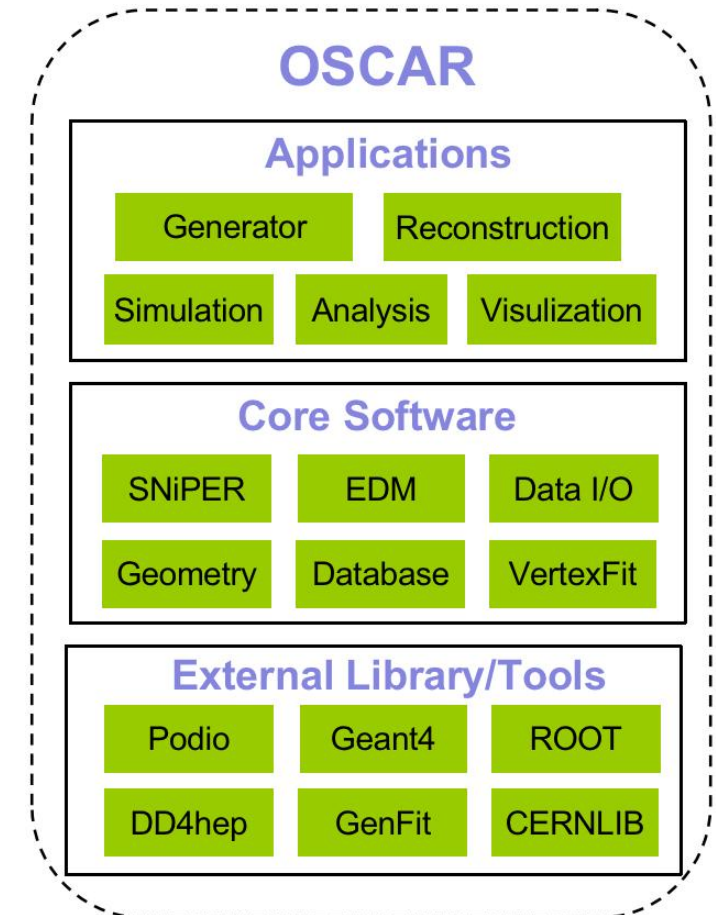 OSCAR
Applications
Generator Reconstruction
Simulation Analysis Visulization
Core Software
SNiPER EDM Data I/O
Geometry Database VertexFit
External Library/Tools
Podio Geant4 ROOT
DD4hep GenFit CERNLIB